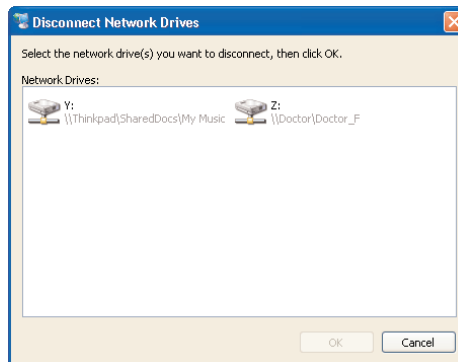 Disconnect Network Drives
Select the network drive(s) you want to disconnect, then click OK.
Network Drives:
Y:
\\Thinkpad\SharedDocs\My Music
Z:
\\Doctor\Doctor_F
OK
Cancel